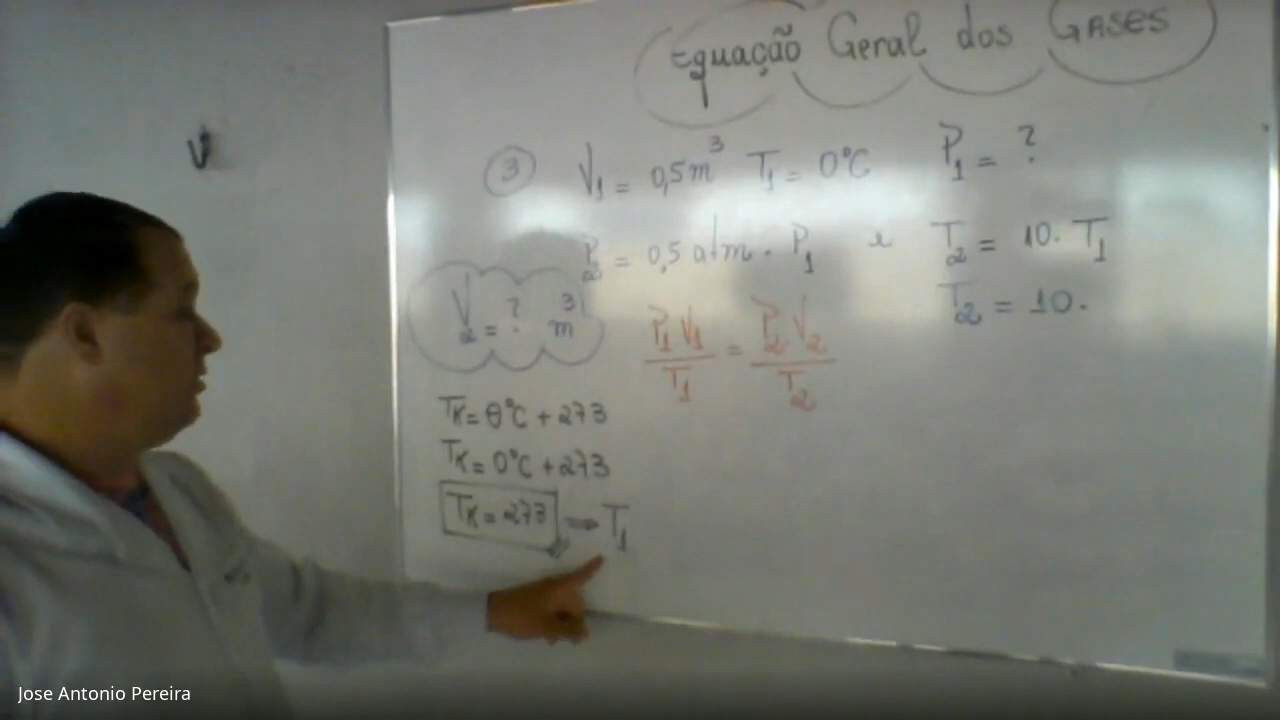 Equação Geral dos GASES
V
③ V₁ = 0,5m³ T₁ = 0°C P₁ = ?
P₂ = 0,5 atm . P₁ e T₂ = 10. T₁
V₂ = ? m³
T₂ = 10.
P₁ V₁ / T₁ = P₂ V₂ / T₂
TK = θ°C + 273
TK = 0°C + 273
TK = 273 ⇒ T₁
Jose Antonio Pereira